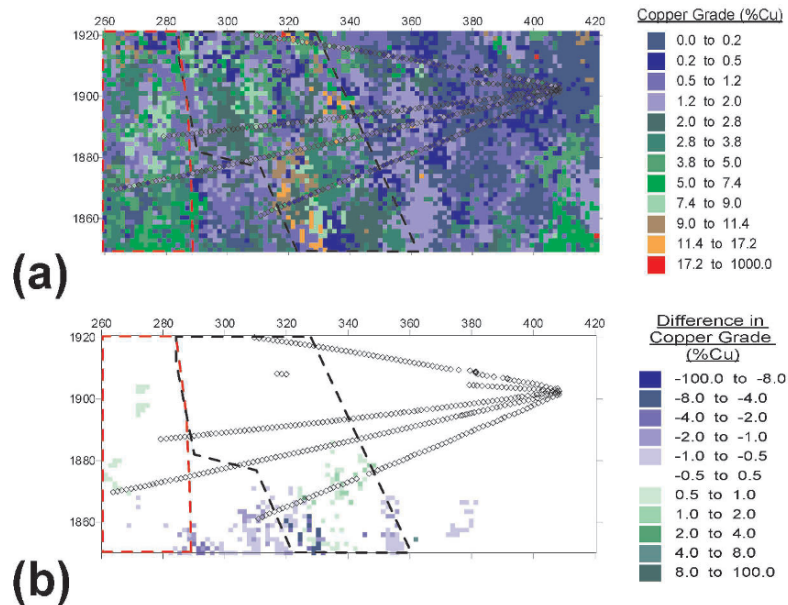 260 280 300 320 340 360 380 400 420
1920
1900
1880
1860
(a)
Copper Grade (%Cu)
0.0 to 0.2
0.2 to 0.5
0.5 to 1.2
1.2 to 2.0
2.0 to 2.8
2.8 to 3.8
3.8 to 5.0
5.0 to 7.4
7.4 to 9.0
9.0 to 11.4
11.4 to 17.2
17.2 to 1000.0
260 280 300 320 340 360 380 400 420
1920
1900
1880
1860
(b)
Difference in
Copper Grade
(%Cu)
-100.0 to -8.0
-8.0 to -4.0
-4.0 to -2.0
-2.0 to -1.0
-1.0 to -0.5
-0.5 to 0.5
0.5 to 1.0
1.0 to 2.0
2.0 to 4.0
4.0 to 8.0
8.0 to 100.0